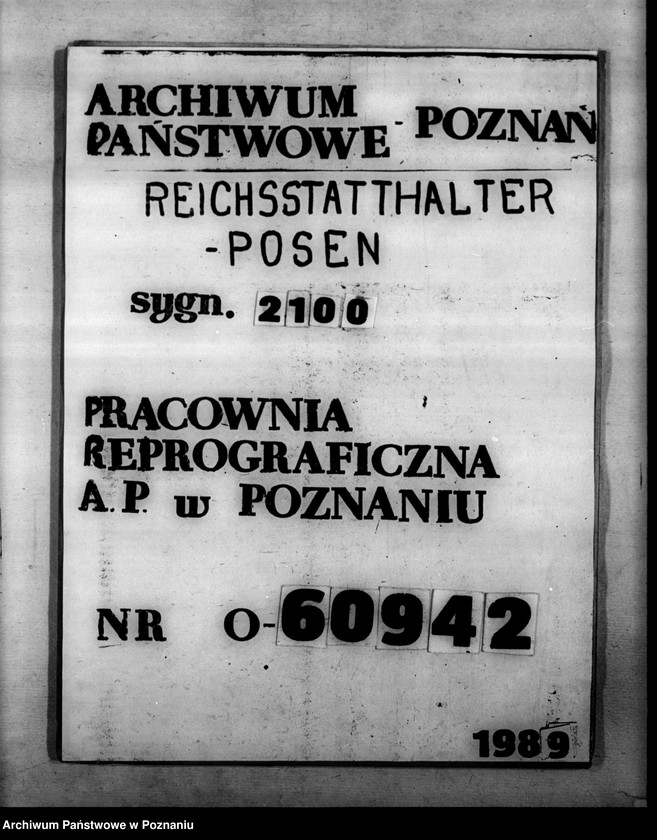 ARCHIWUM
PAŃSTWOWE - POZNAŃ
REICHSSTATTHALTER
-POSEN
sygn. 2100
PRACOWNIA
REPROGRAFICZNA
A.P. w POZNANIU
NR O-60942
1989
Archiwum Państwowe w Poznaniu